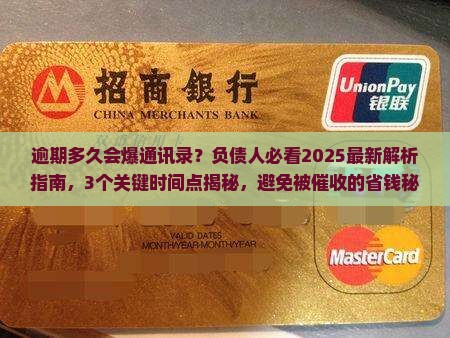 招商銀行
CHINA MERCHANTS BANK
UnionPay
银联
逾期多久会爆通讯录？负债人必看2025最新解析
指南，3个关键时间点揭秘，避免被催收的省钱秘
VALID DATES
MONTH/YEAR-MONTH/YEAR
MasterCard